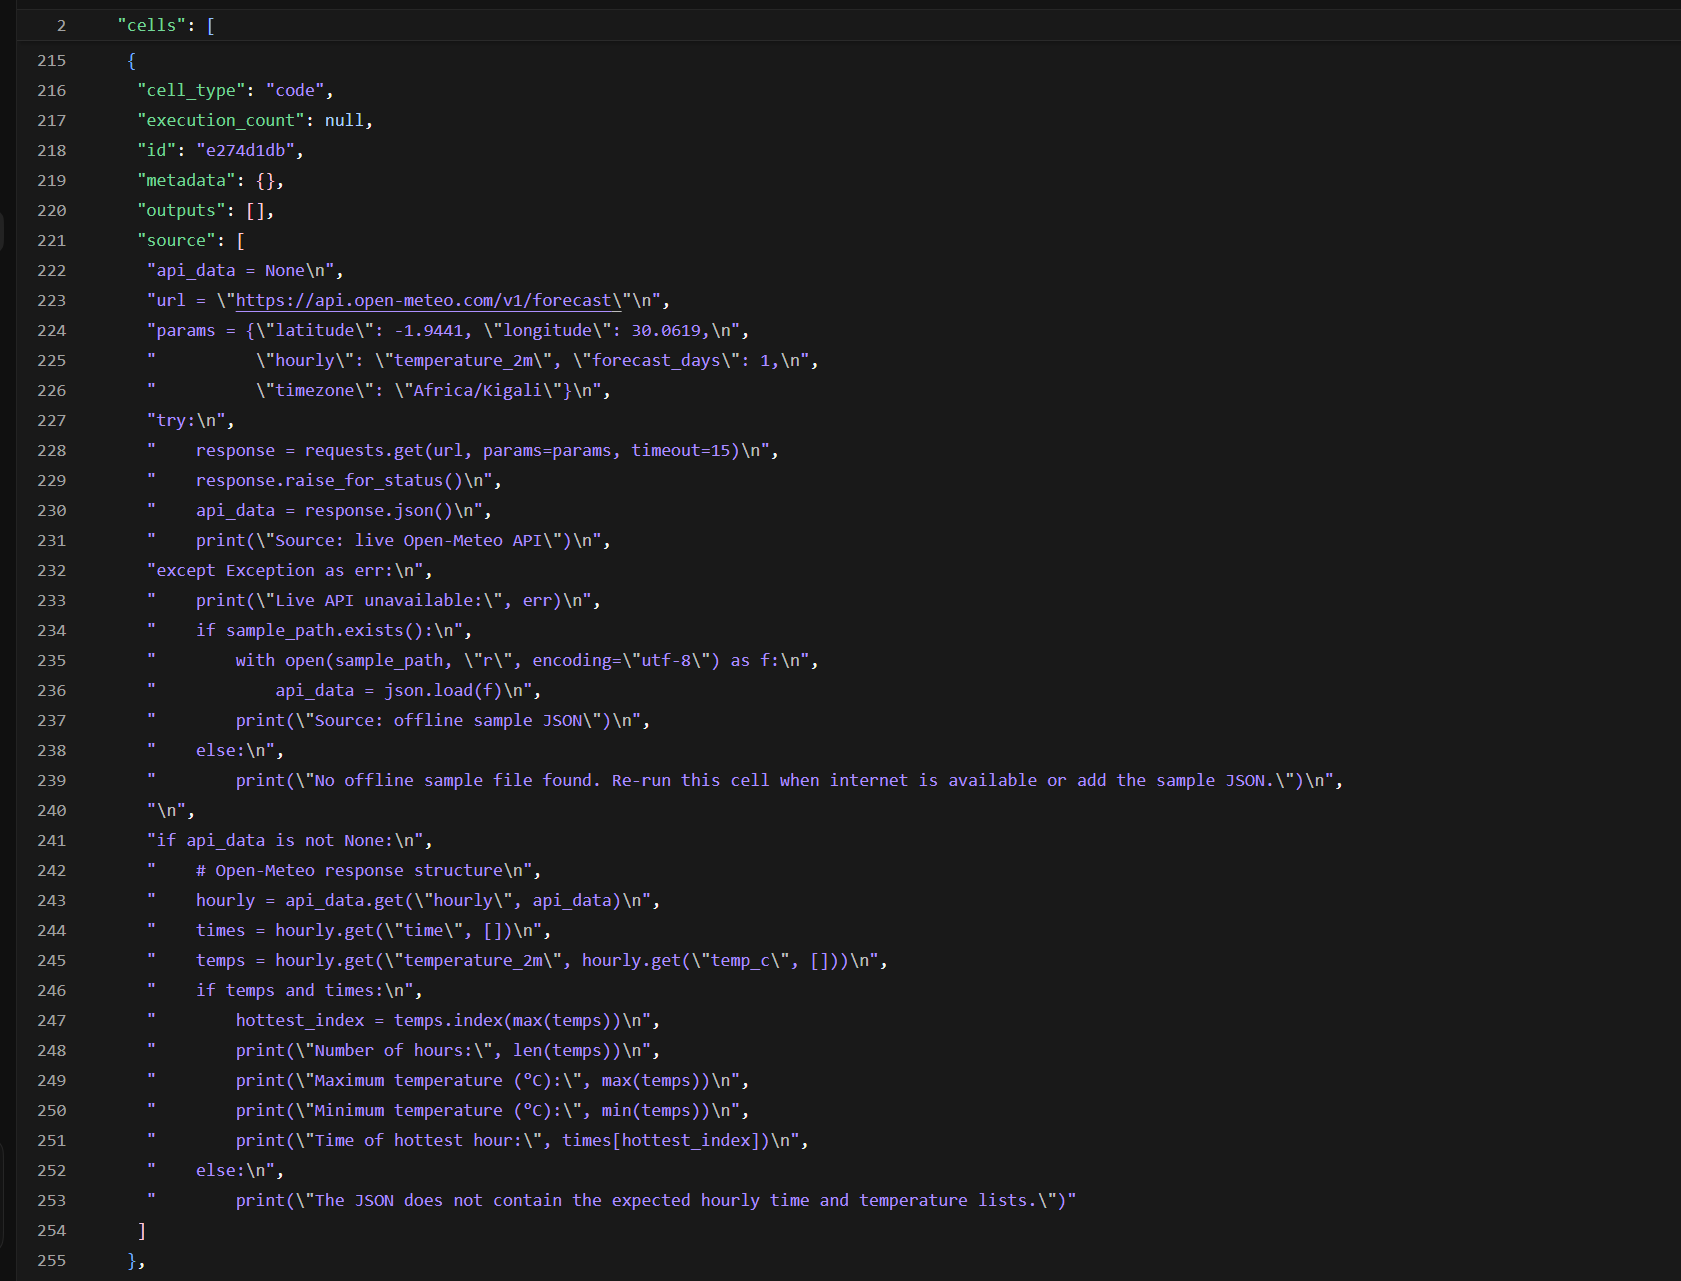 2 "cells": [
215 {
216 "cell_type": "code",
217 "execution_count": null,
218 "id": "e274d1db",
219 "metadata": {},
220 "outputs": [],
221 "source": [
222 "api_data = None\n",
223 "url = \"https://api.open-meteo.com/v1/forecast\"\n",
224 "params = {\"latitude\": -1.9441, \"longitude\": 30.0619,\n",
225 "          \"hourly\": \"temperature_2m\", \"forecast_days\": 1,\n",
226 "          \"timezone\": \"Africa/Kigali\"}\n",
227 "try:\n",
228 "    response = requests.get(url, params=params, timeout=15)\n",
229 "    response.raise_for_status()\n",
230 "    api_data = response.json()\n",
231 "    print(\"Source: live Open-Meteo API\")\n",
232 "except Exception as err:\n",
233 "    print(\"Live API unavailable:\", err)\n",
234 "    if sample_path.exists():\n",
235 "        with open(sample_path, \"r\", encoding=\"utf-8\") as f:\n",
236 "            api_data = json.load(f)\n",
237 "        print(\"Source: offline sample JSON\")\n",
238 "    else:\n",
239 "        print(\"No offline sample file found. Re-run this cell when internet is available or add the sample JSON.\")\n",
240 "\n",
241 "if api_data is not None:\n",
242 "    # Open-Meteo response structure\n",
243 "    hourly = api_data.get(\"hourly\", api_data)\n",
244 "    times = hourly.get(\"time\", [])\n",
245 "    temps = hourly.get(\"temperature_2m\", hourly.get(\"temp_c\", []))\n",
246 "    if temps and times:\n",
247 "        hottest_index = temps.index(max(temps))\n",
248 "        print(\"Number of hours:\", len(temps))\n",
249 "        print(\"Maximum temperature (°C):\", max(temps))\n",
250 "        print(\"Minimum temperature (°C):\", min(temps))\n",
251 "        print(\"Time of hottest hour:\", times[hottest_index])\n",
252 "    else:\n",
253 "        print(\"The JSON does not contain the expected hourly time and temperature lists.\")"
254 ]
255 },